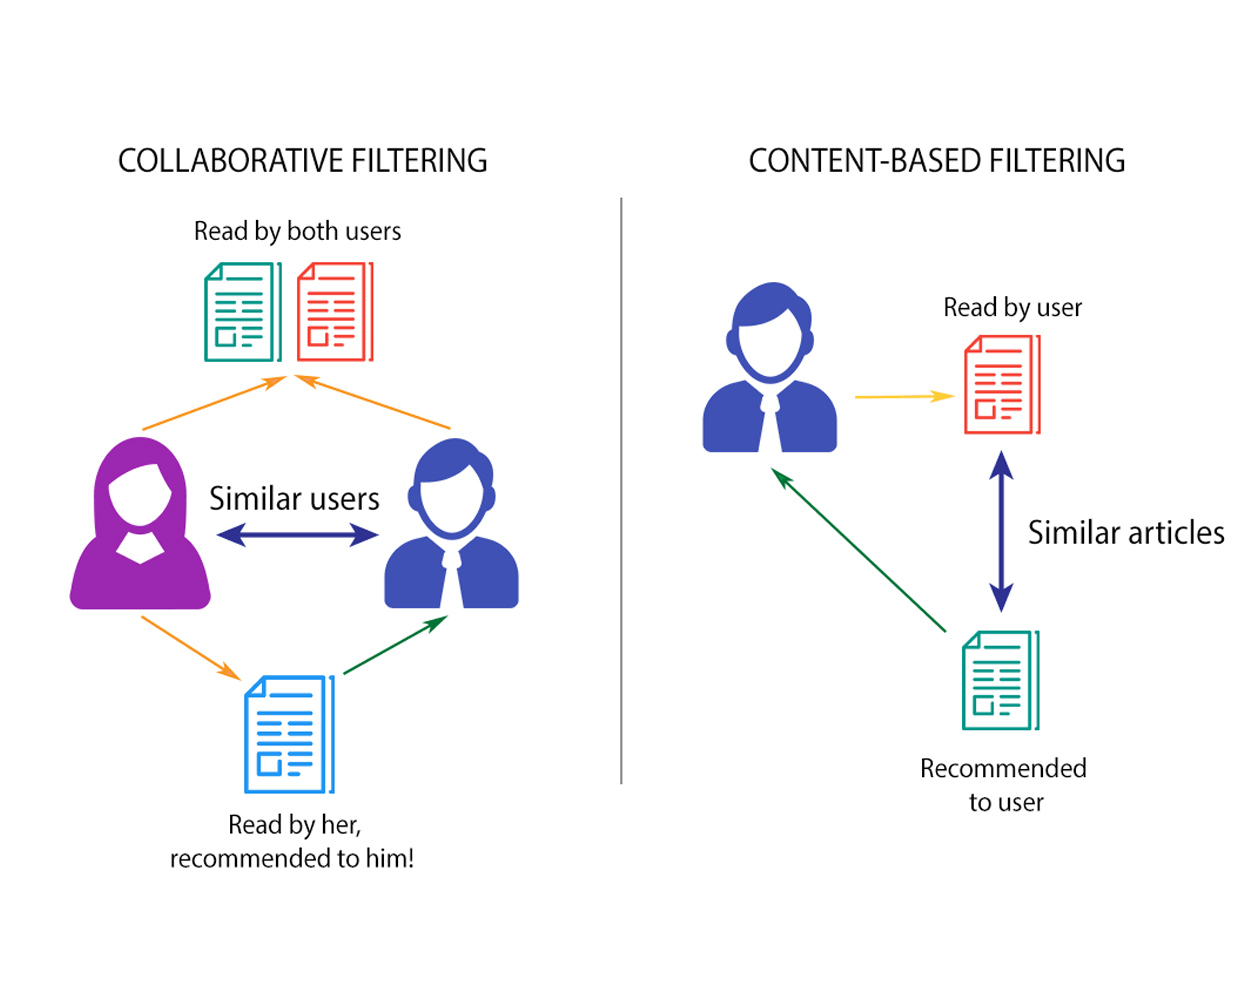 COLLABORATIVE FILTERING
Read by both users
Similar users
Read by her,
recommended to him!
CONTENT-BASED FILTERING
Read by user
Similar articles
Recommended
to user